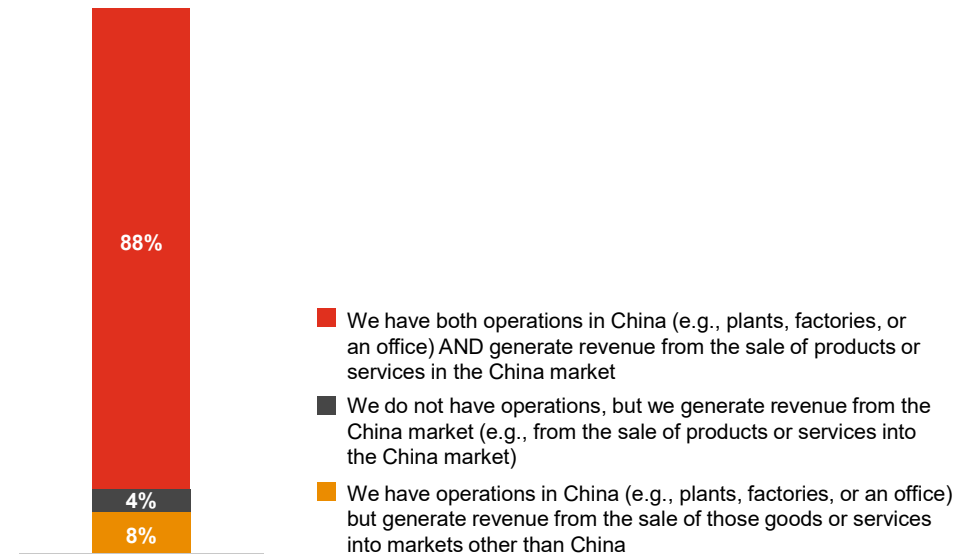 88%
4%
8%
We have both operations in China (e.g., plants, factories, or
an office) AND generate revenue from the sale of products or
services in the China market
We do not have operations, but we generate revenue from the
China market (e.g., from the sale of products or services into
the China market)
We have operations in China (e.g., plants, factories, or an office)
but generate revenue from the sale of those goods or services
into markets other than China